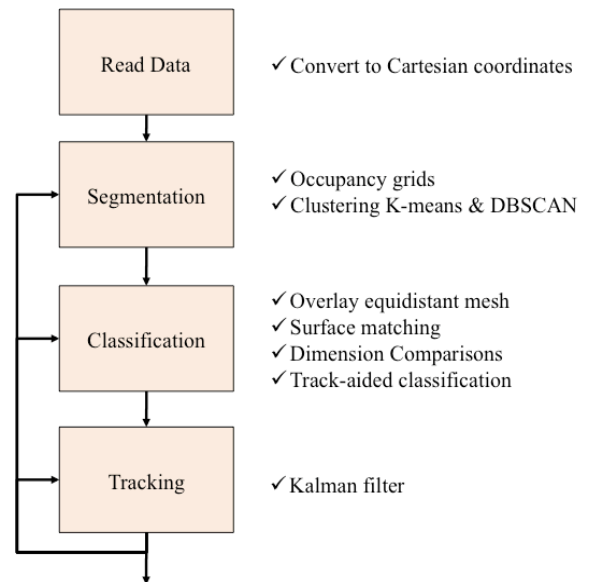 Read Data
✓ Convert to Cartesian coordinates
Segmentation
✓ Occupancy grids
✓ Clustering K-means & DBSCAN
Classification
✓ Overlay equidistant mesh
✓ Surface matching
✓ Dimension Comparisons
✓ Track-aided classification
Tracking
✓ Kalman filter